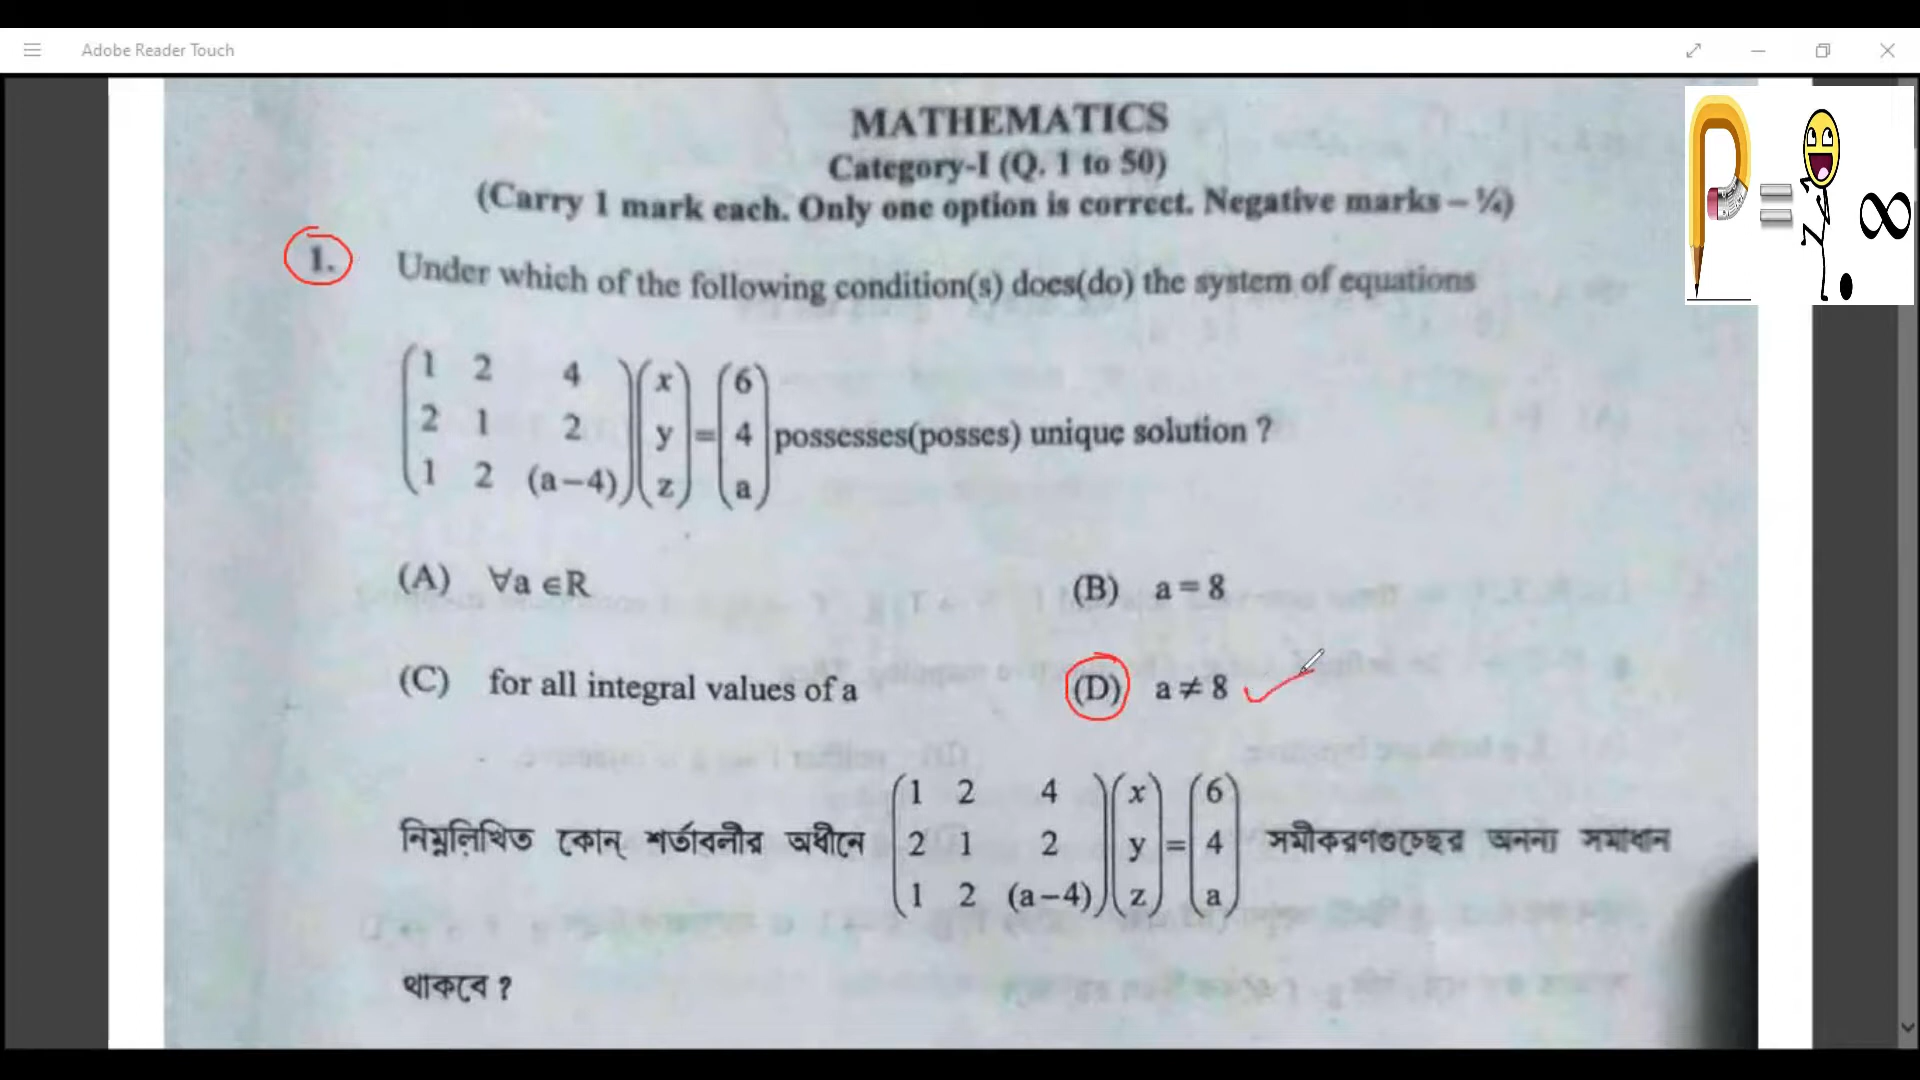 Adobe Reader Touch
MATHEMATICS
Category-I (Q. 1 to 50)
(Carry 1 mark each. Only one option is correct. Negative marks – ¼)
1. Under which of the following condition(s) does(do) the system of equations
1 2 4 x 6
2 1 2 y = 4 possesses(posses) unique solution ?
1 2 (a−4) z a
(A) ∀a ∈R (B) a = 8
(C) for all integral values of a (D) a ≠ 8
1 2 4 x 6
নিম্নলিখিত কোন্ শর্তাবলীর অধীনে 2 1 2 y = 4 সমীকরণগুচ্ছের অনন্য সমাধান
1 2 (a−4) z a
থাকবে ?